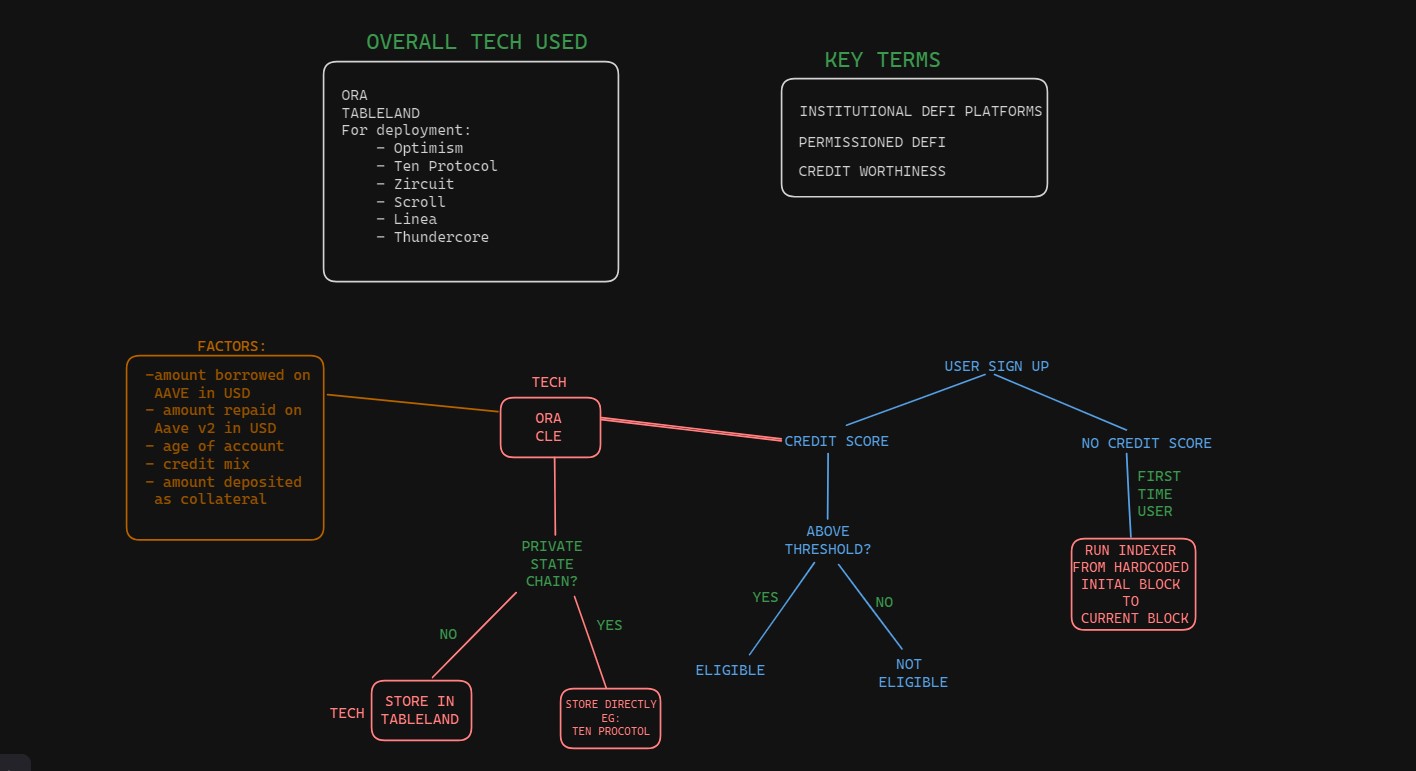 OVERALL TECH USED
ORA
TABLELAND
For deployment:
- Optimism
- Ten Protocol
- Zircuit
- Scroll
- Linea
- Thundercore
KEY TERMS
INSTITUTIONAL DEFI PLATFORMS
PERMISSIONED DEFI
CREDIT WORTHINESS
FACTORS:
-amount borrowed on
AAVE in USD
- amount repaid on
Aave v2 in USD
- age of account
- credit mix
- amount deposited
as collateral
TECH
ORA
CLE
PRIVATE
STATE
CHAIN?
NO
YES
TECH
STORE IN
TABLELAND
STORE DIRECTLY
EG:
TEN PROCOTOL
USER SIGN UP
CREDIT SCORE
NO CREDIT SCORE
ABOVE
THRESHOLD?
YES
NO
ELIGIBLE
NOT
ELIGIBLE
FIRST
TIME
USER
RUN INDEXER
FROM HARDCODED
INITAL BLOCK
TO
CURRENT BLOCK